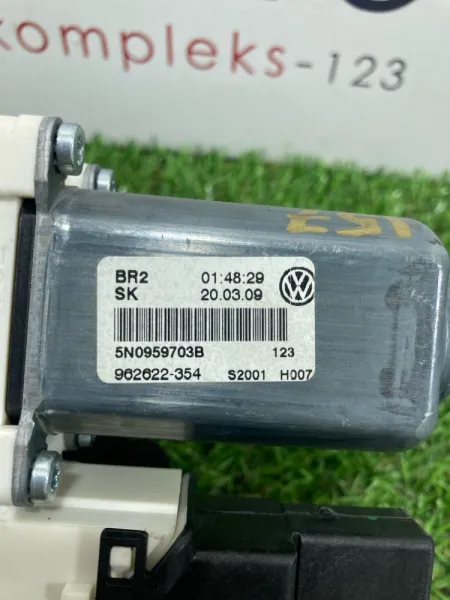 kompleks-123
BR2 01:48:29
SK 20.03.09
5N0959703B 123
962622-354 S2001 H007